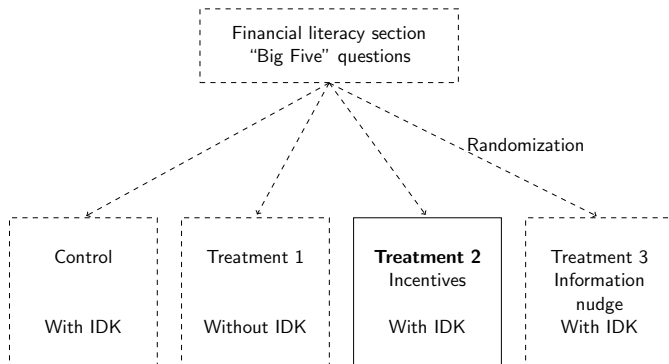 Financial literacy section
“Big Five” questions
Randomization
Control
With IDK
Treatment 1
Without IDK
Treatment 2
Incentives
With IDK
Treatment 3
Information
nudge
With IDK